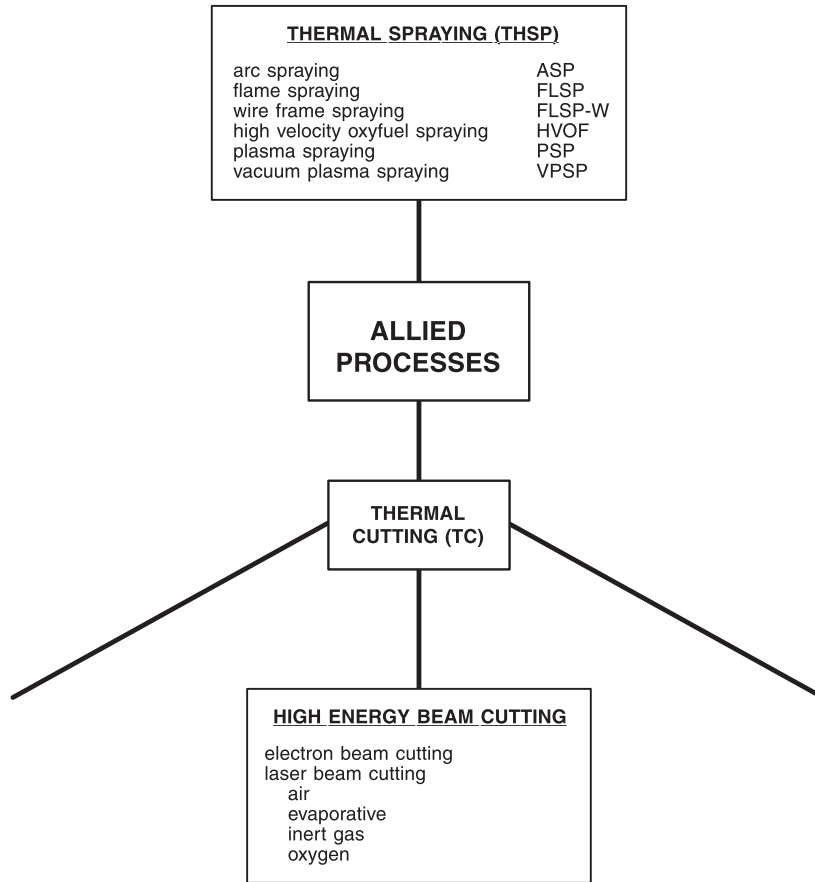 THERMAL SPRAYING (THSP)
arc spraying ASP
flame spraying FLSP
wire frame spraying FLSP-W
high velocity oxyfuel spraying HVOF
plasma spraying PSP
vacuum plasma spraying VPSP
ALLIED
PROCESSES
THERMAL
CUTTING (TC)
HIGH ENERGY BEAM CUTTING
electron beam cutting
laser beam cutting
air
evaporative
inert gas
oxygen